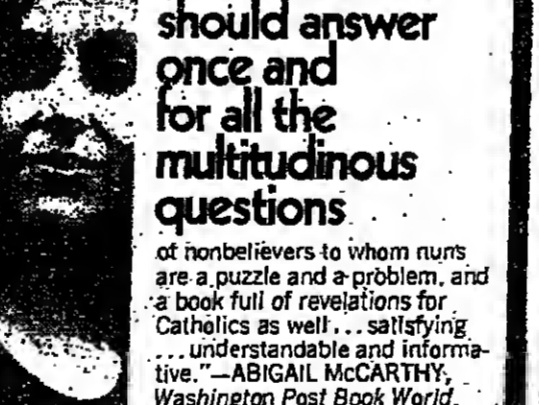 should answer
once and
for all the
multitudinous
questions
of nonbelievers to whom nuns
are a puzzle and a problem, and
a book full of revelations for
Catholics as well...satisfying
...understandable and informa-
tive."—ABIGAIL McCARTHY,
Washington Post Book World.